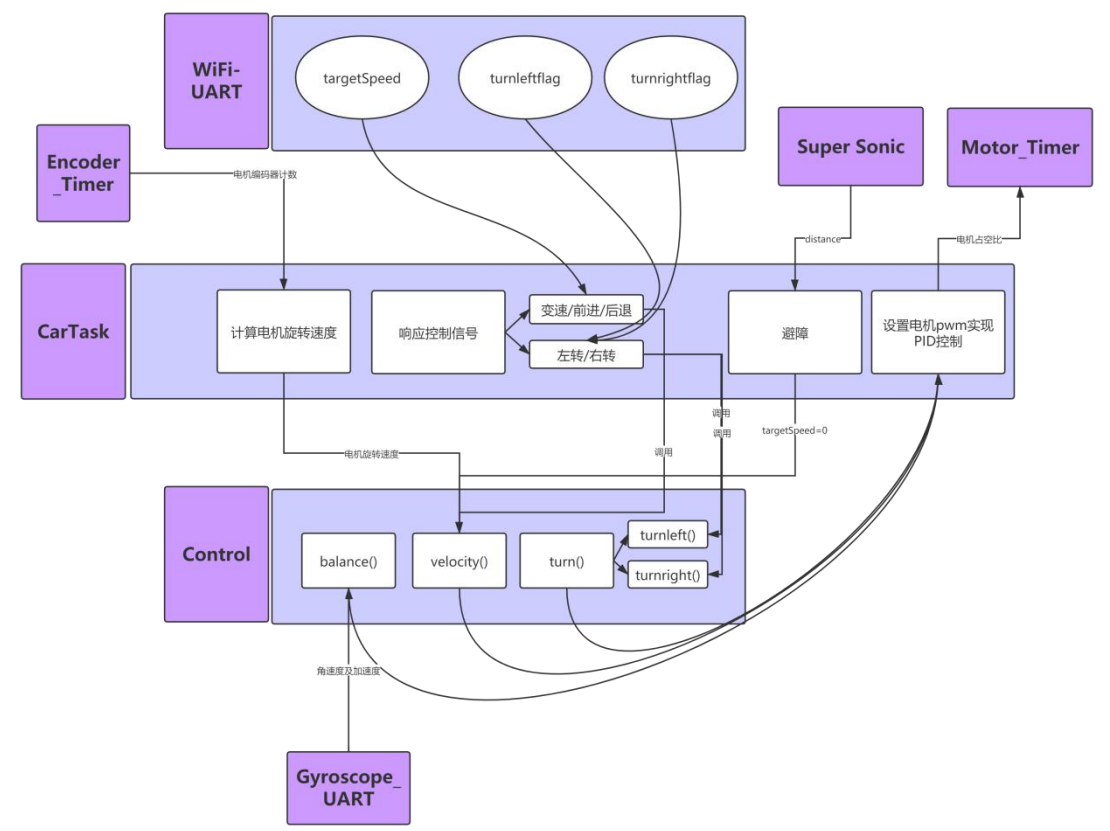 WiFi-
UART
targetSpeed
turnleftflag
turnrightflag
Encoder
_Timer
Super Sonic
Motor_Timer
电机编码器计数
distance
电机占空比
CarTask
计算电机旋转速度
响应控制信号
变速/前进/后退
左转/右转
避障
设置电机pwm实现
PID控制
调用
调用
targetSpeed=0
电机旋转速度
调用
Control
balance()
velocity()
turn()
turnleft()
turnright()
角速度及加速度
Gyroscope_
UART